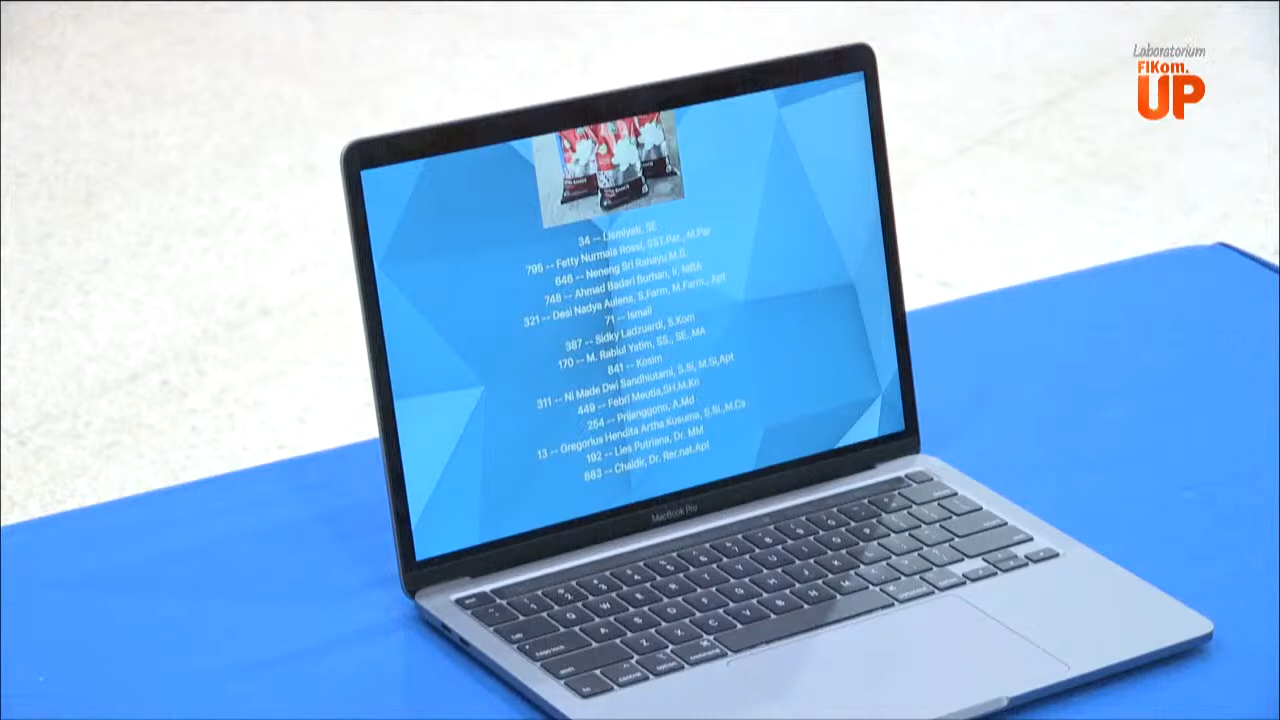 Laboratorium
FIKom.
UP
34 -- Lismiyati, SE
795 -- Fetty Nurmala Rossi, SST.Par., M.Par
646 -- Neneng Sri Rahayu M.Si.
748 -- Ahmad Badari Burhan, Ir, MBA
321 -- Desi Nadya Aulena, S.Farm, M.Farm., Apt
71 -- Ismail
387 -- Sidky Ladzuardi, S.Kom
170 -- M. Rabiul Yatim, SS., SE.,MA
841 -- Kosim
311 -- Ni Made Dwi Sandhiutami, S.Si, M.Si,Apt
449 -- Febri Meutia,SH.M.Kn
254 -- Prijanggono, A.Md
13 -- Gregorius Hendita Artha Kusuma, S.Si.,M.Cs
192 -- Lies Putriana, Dr. MM
883 -- Chaidir, Dr. Rer.nat.Apt
MacBook Pro